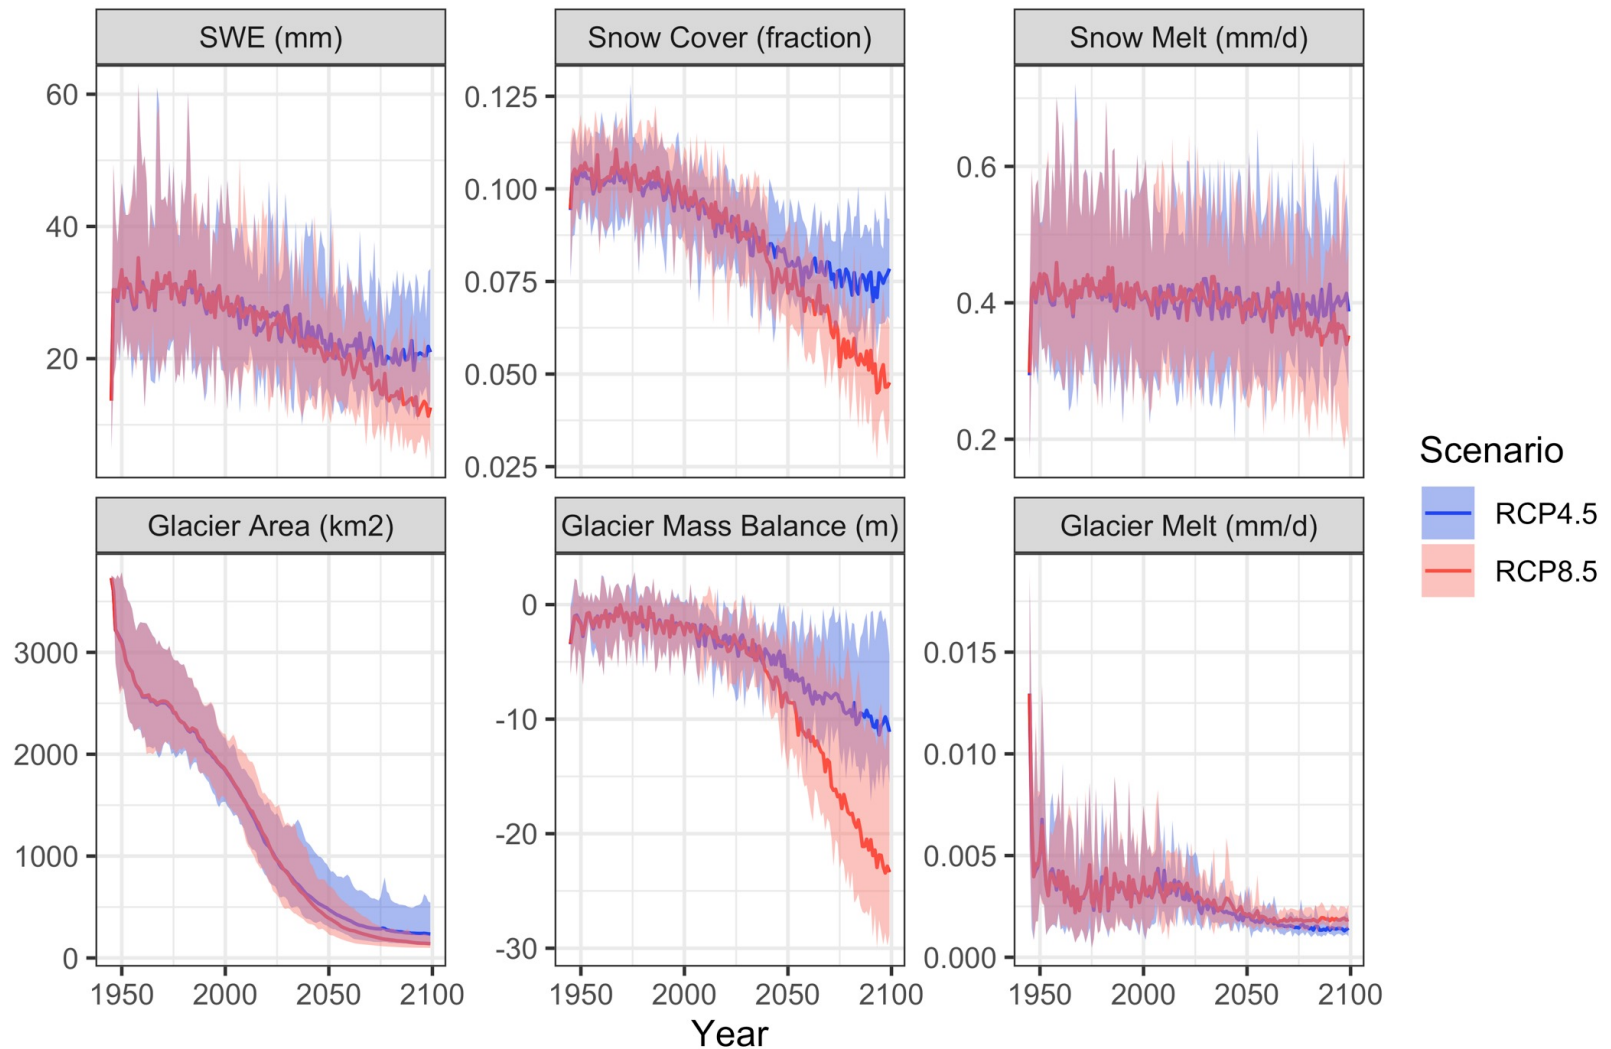 SWE (mm)
Snow Cover (fraction)
Snow Melt (mm/d)
60
40
20
0.125
0.100
0.075
0.050
0.025
0.6
0.4
0.2
Glacier Area (km2)
Glacier Mass Balance (m)
Glacier Melt (mm/d)
3000
2000
1000
0
0
-10
-20
-30
0.015
0.010
0.005
0.000
1950 2000 2050 2100
1950 2000 2050 2100
1950 2000 2050 2100
Year
Scenario
RCP4.5
RCP8.5